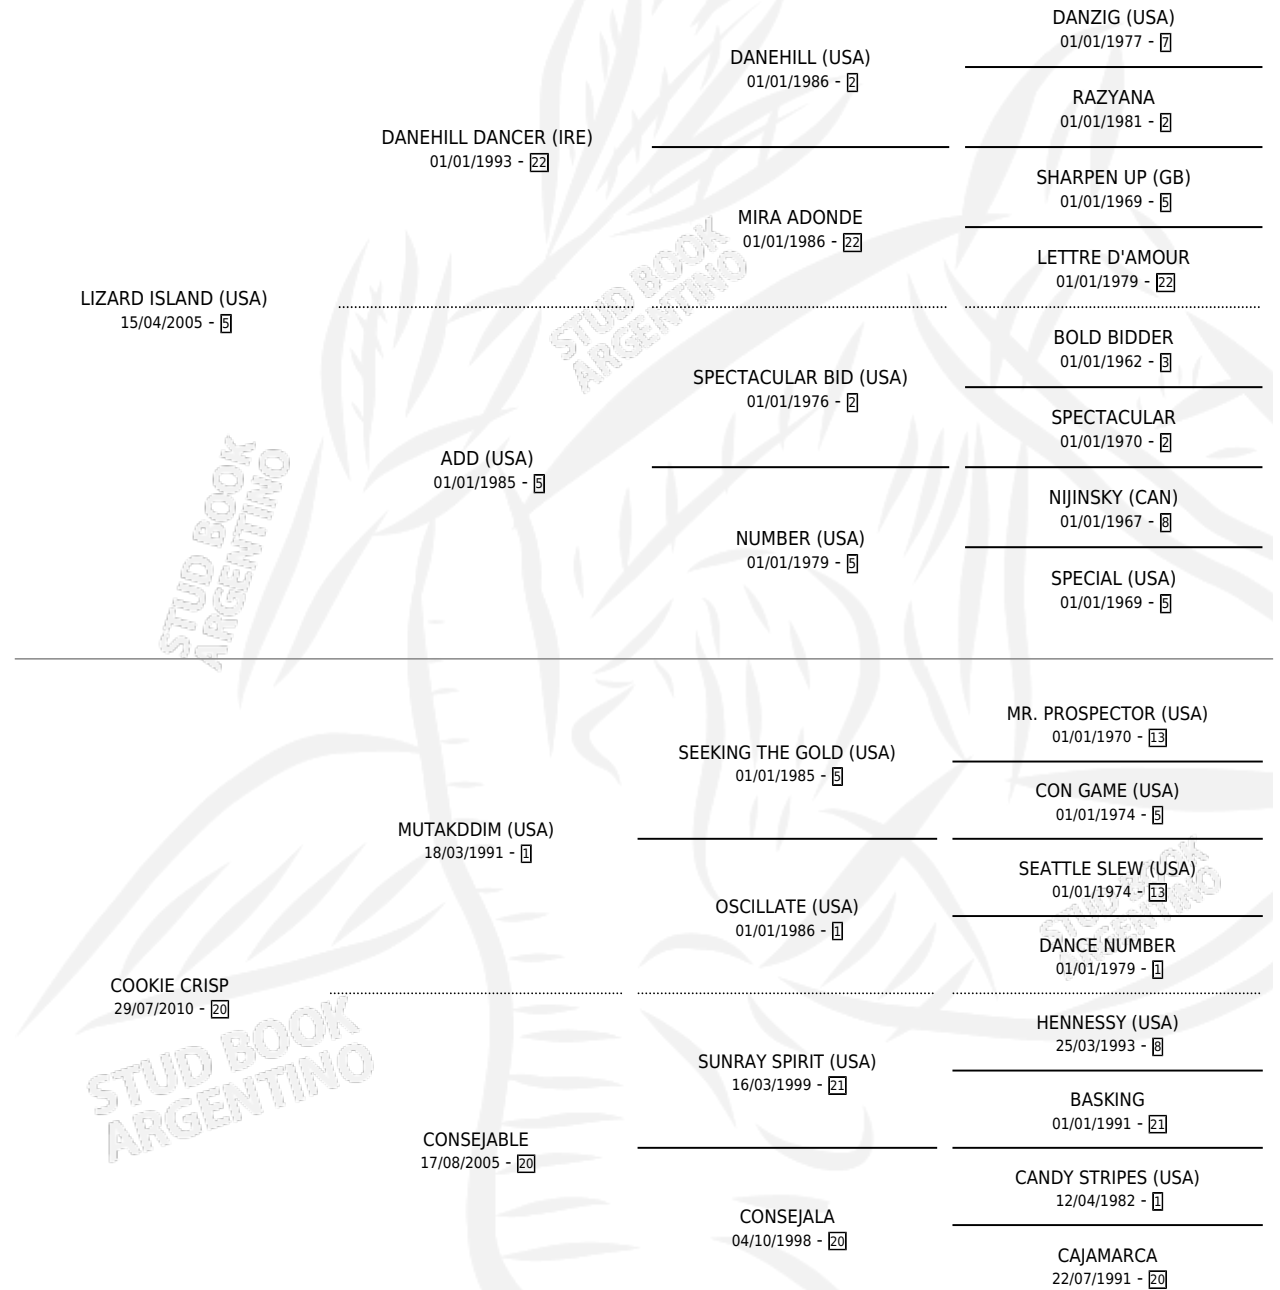 DANZIG (USA)
01/01/1977 - 7
DANEHILL (USA)
01/01/1986 - 2
RAZYANA
01/01/1981 - 2
DANEHILL DANCER (IRE)
01/01/1993 - 22
SHARPEN UP (GB)
01/01/1969 - 5
MIRA ADONDE
01/01/1986 - 22
LETTRE D'AMOUR
01/01/1979 - 22
LIZARD ISLAND (USA)
15/04/2005 - 5
BOLD BIDDER
01/01/1962 - 3
SPECTACULAR BID (USA)
01/01/1976 - 2
SPECTACULAR
01/01/1970 - 2
ADD (USA)
01/01/1985 - 5
NIJINSKY (CAN)
01/01/1967 - 8
NUMBER (USA)
01/01/1979 - 5
SPECIAL (USA)
01/01/1969 - 5
MR. PROSPECTOR (USA)
01/01/1970 - 13
SEEKING THE GOLD (USA)
01/01/1985 - 5
CON GAME (USA)
01/01/1974 - 5
MUTAKDDIM (USA)
18/03/1991 - 1
SEATTLE SLEW (USA)
01/01/1974 - 13
OSCILLATE (USA)
01/01/1986 - 1
DANCE NUMBER
01/01/1979 - 1
COOKIE CRISP
29/07/2010 - 20
HENNESSY (USA)
25/03/1993 - 8
SUNRAY SPIRIT (USA)
16/03/1999 - 21
BASKING
01/01/1991 - 21
CONSEJABLE
17/08/2005 - 20
CANDY STRIPES (USA)
12/04/1982 - 1
CONSEJALA
04/10/1998 - 20
CAJAMARCA
22/07/1991 - 20
STUD BOOK
ARGENTINO
STUD BOOK
ARGENTINO
STUD BOOK
ARGENTINO
STUD BOOK
ARGENTINO